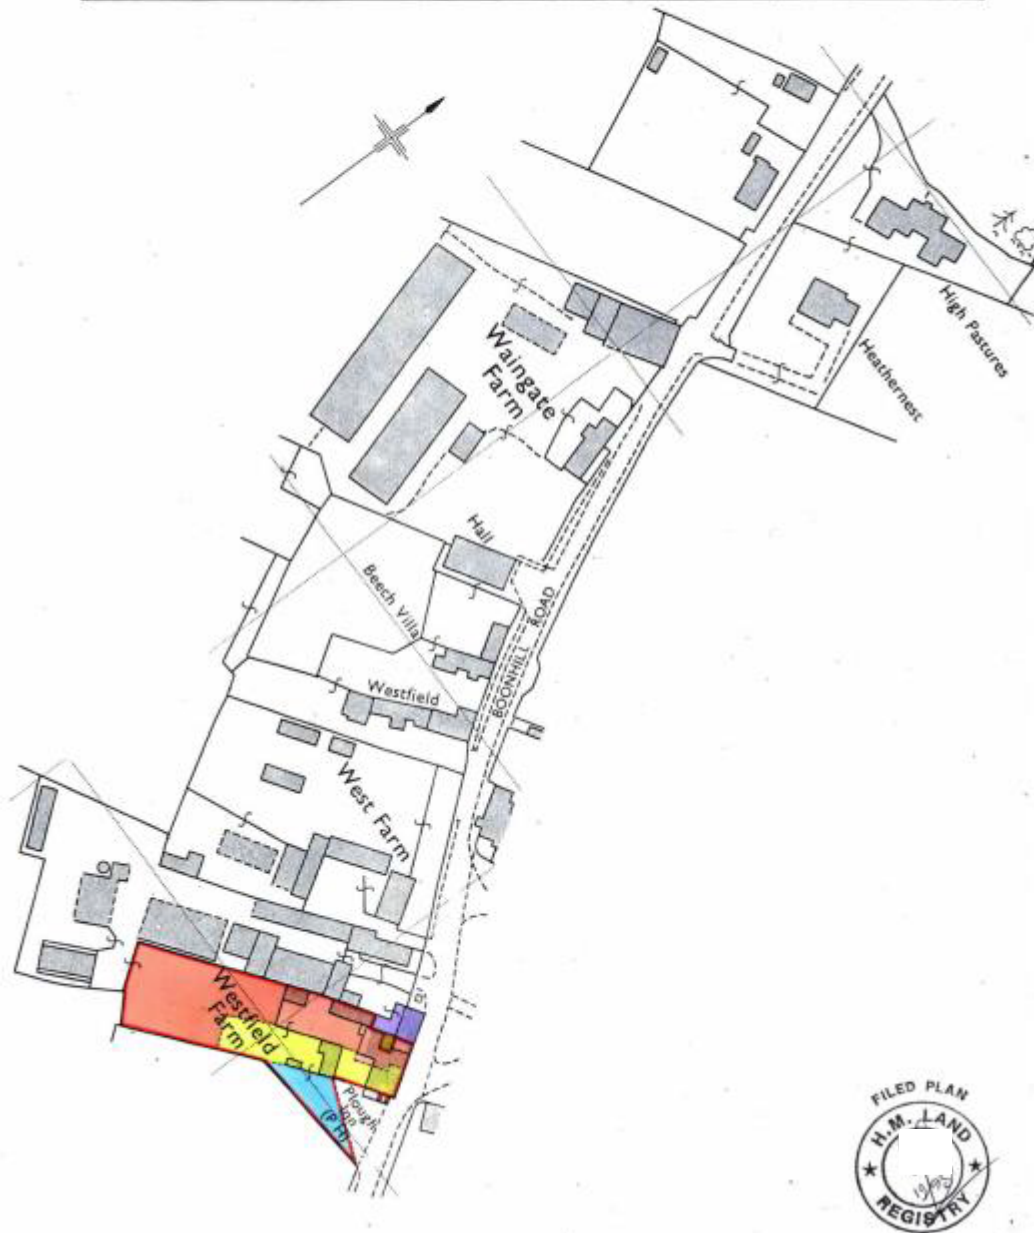 High Pastures
Heathernest
Waingate
Farm
Hall
BOONHILL ROAD
Beech Villa
Westfield
West Farm
Westfield
Farm
Plough
Inn
(P H)
FILED PLAN
H.M. LAND
REGISTRY